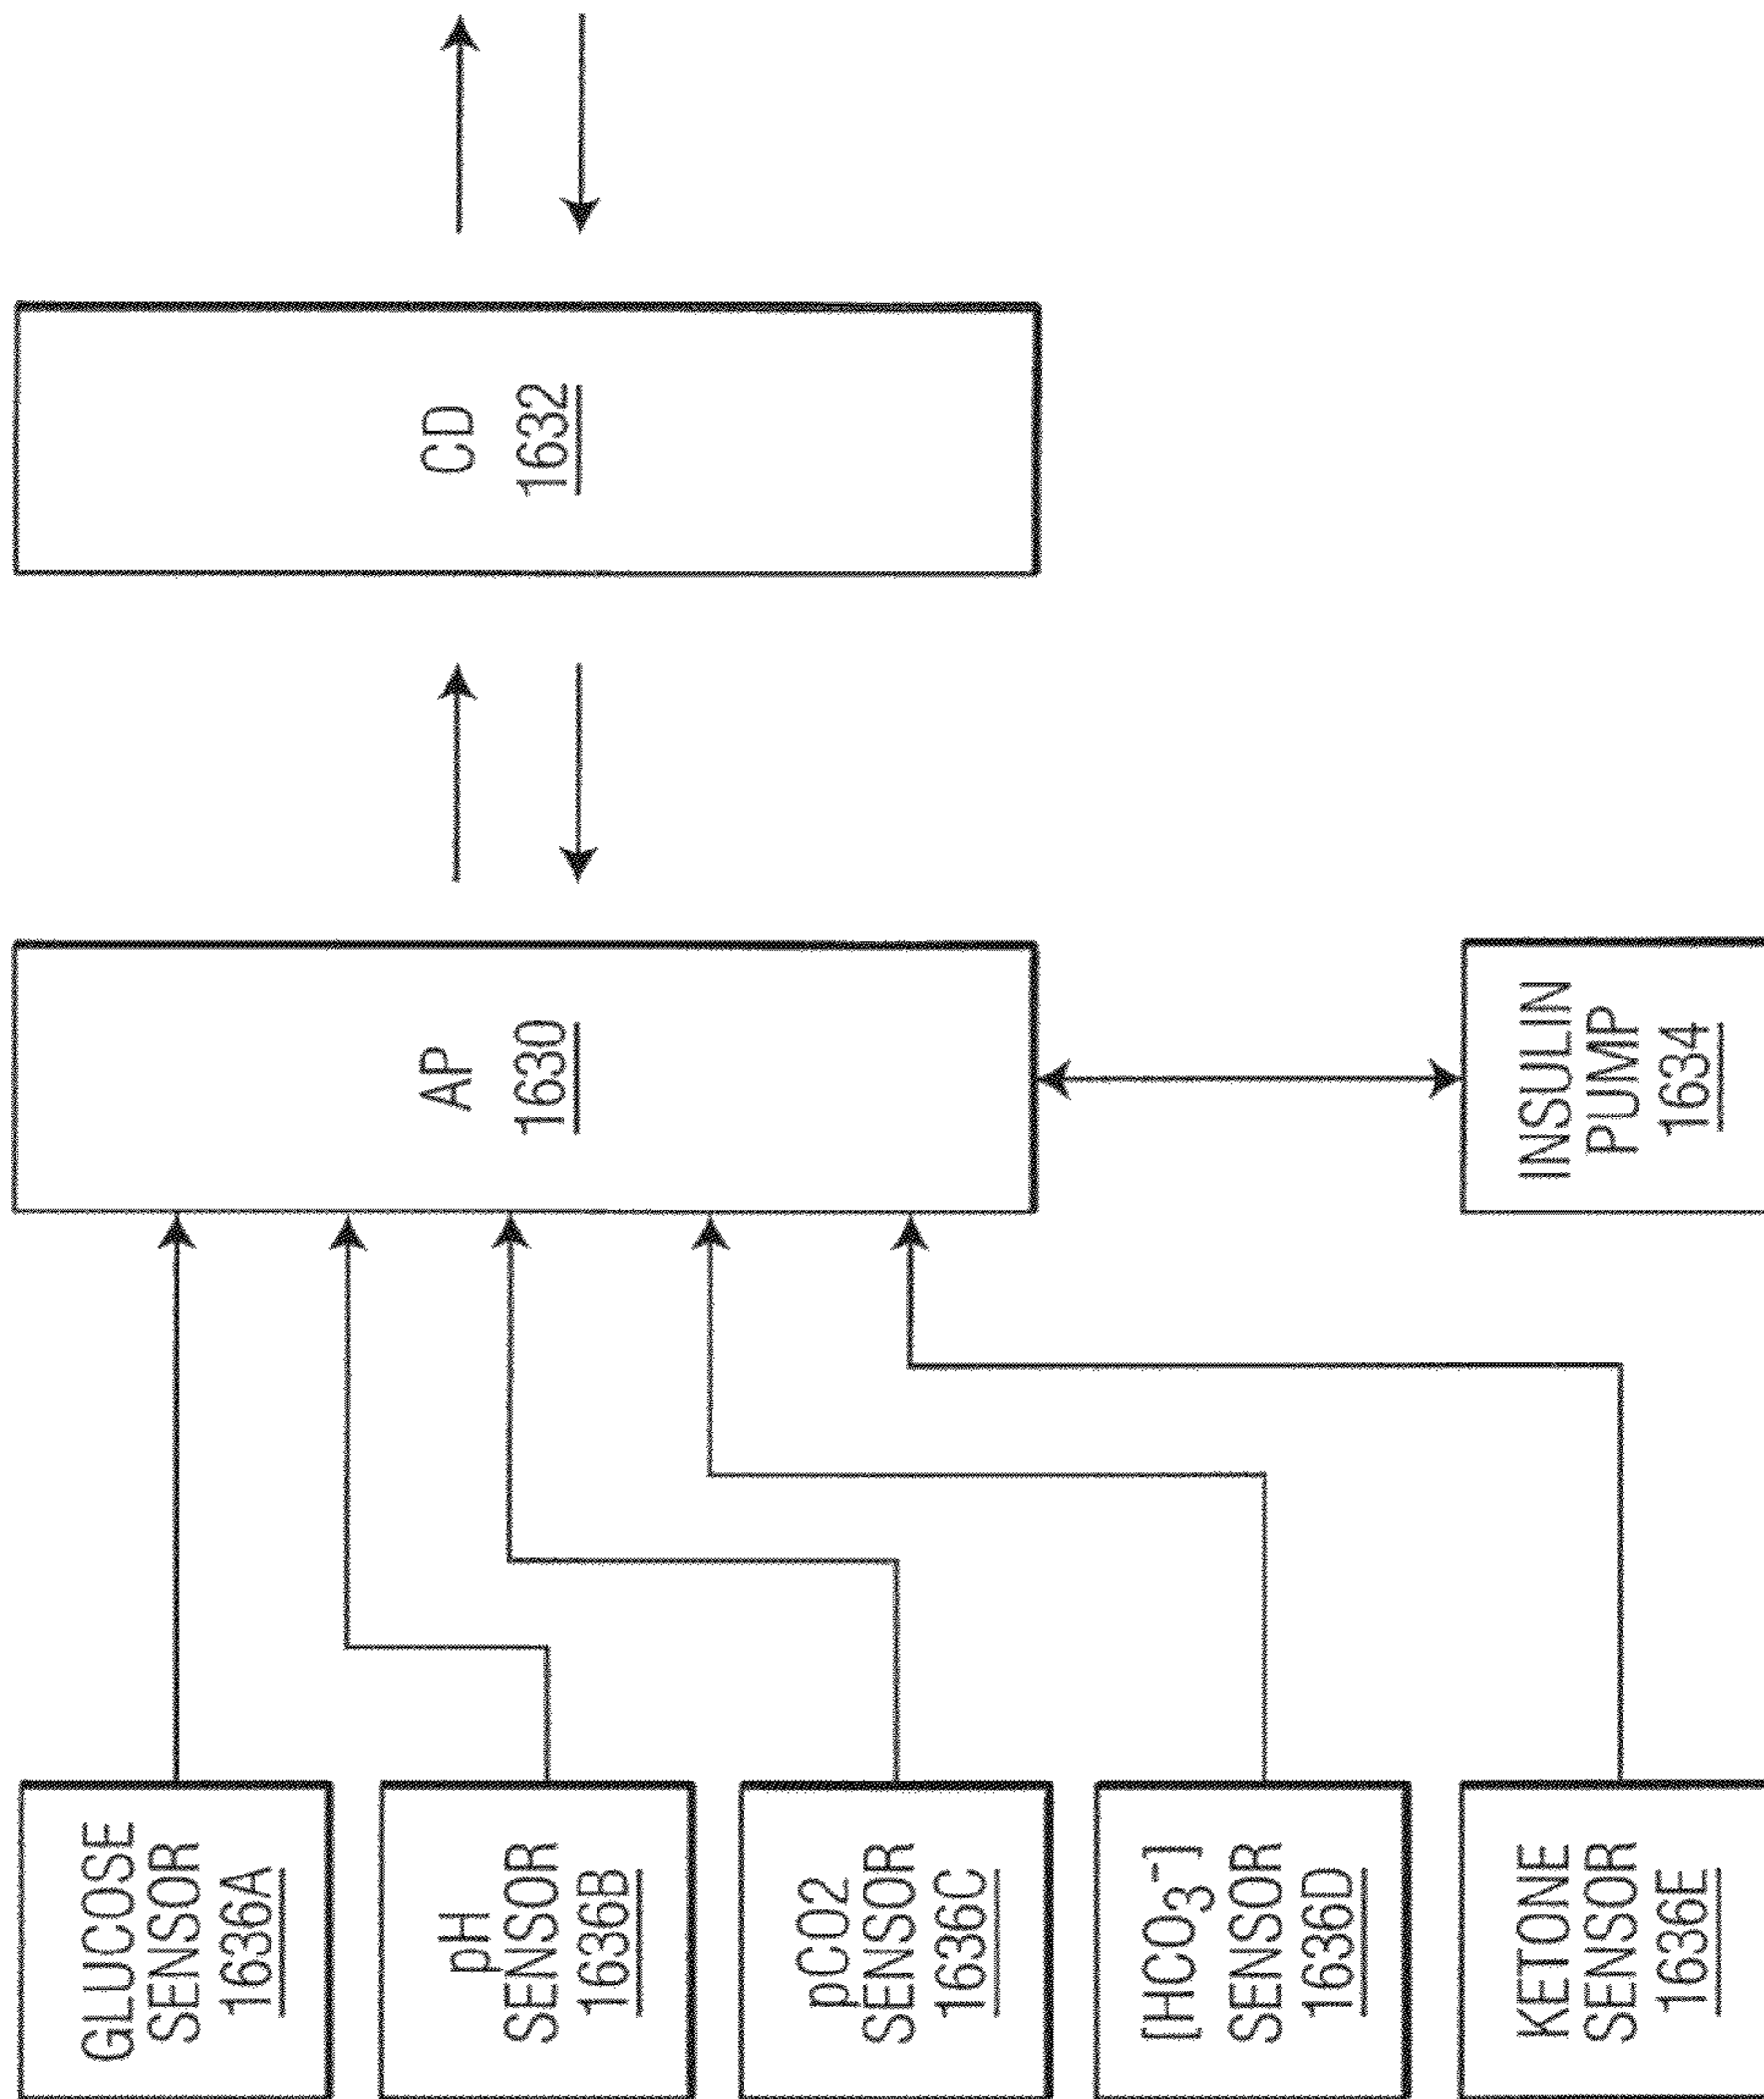 GLUCOSE
SENSOR
1636A
pH
SENSOR
1636B
pCO2
SENSOR
1636C
[HCO₃⁻]
SENSOR
1636D
KETONE
SENSOR
1636E
AP
1630
INSULIN
PUMP
1634
CD
1632